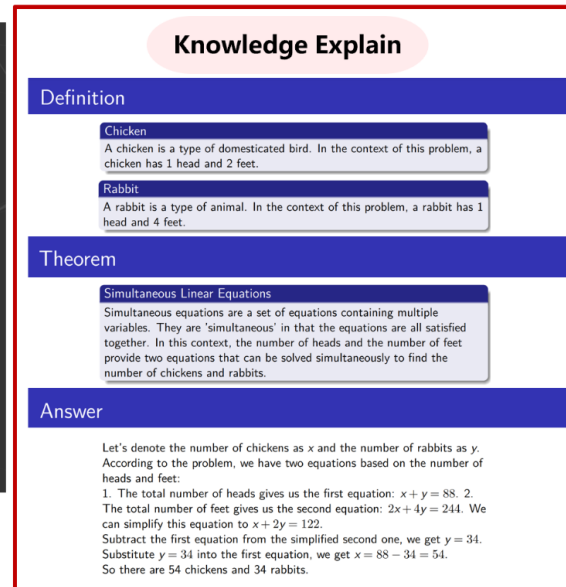 Knowledge Explain
Definition
Chicken
A chicken is a type of domesticated bird. In the context of this problem, a
chicken has 1 head and 2 feet.
Rabbit
A rabbit is a type of animal. In the context of this problem, a rabbit has 1
head and 4 feet.
Theorem
Simultaneous Linear Equations
Simultaneous equations are a set of equations containing multiple
variables. They are 'simultaneous' in that the equations are all satisfied
together. In this context, the number of heads and the number of feet
provide two equations that can be solved simultaneously to find the
number of chickens and rabbits.
Answer
Let's denote the number of chickens as x and the number of rabbits as y.
According to the problem, we have two equations based on the number of
heads and feet:
1. The total number of heads gives us the first equation: x + y = 88. 2.
The total number of feet gives us the second equation: 2x + 4y = 244. We
can simplify this equation to x + 2y = 122.
Subtract the first equation from the simplified second one, we get y = 34.
Substitute y = 34 into the first equation, we get x = 88 − 34 = 54.
So there are 54 chickens and 34 rabbits.